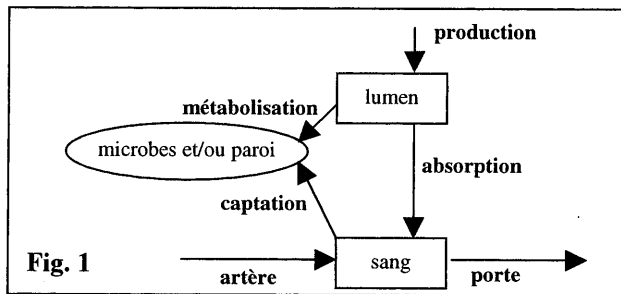 production
lumen
métabolisation
microbes et/ou paroi
absorption
captation
Fig. 1
artère
sang
porte